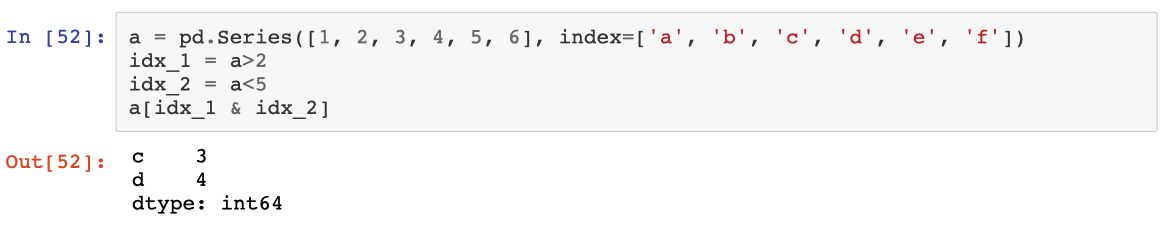 In [52]: a = pd.Series([1, 2, 3, 4, 5, 6], index=['a', 'b', 'c', 'd', 'e', 'f'])
idx_1 = a>2
idx_2 = a<5
a[idx_1 & idx_2]
Out[52]: c    3
d    4
dtype: int64